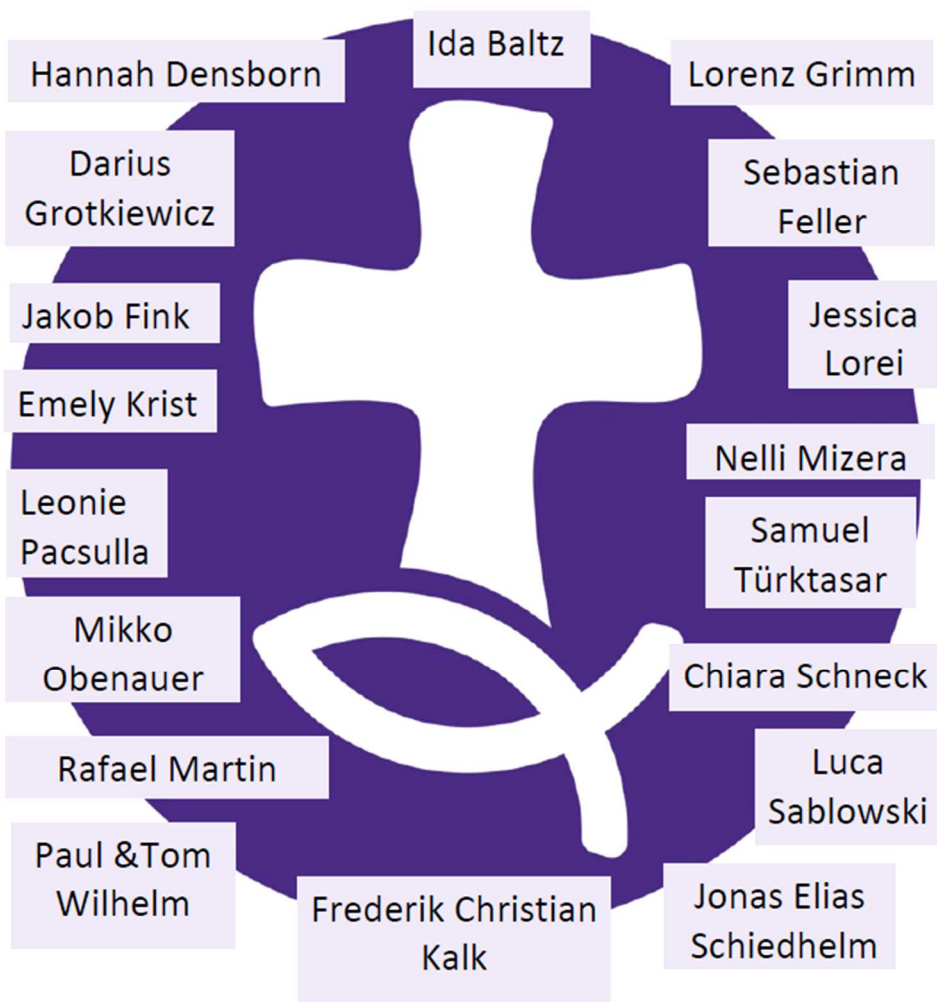 Ida Baltz
Hannah Densborn
Lorenz Grimm
Darius
Grotkiewicz
Sebastian
Feller
Jakob Fink
Jessica
Lorei
Emely Krist
Nelli Mizera
Leonie
Pacsulla
Samuel
Türktasar
Mikko
Obenauer
Chiara Schneck
Rafael Martin
Luca
Sablowski
Paul &Tom
Wilhelm
Frederik Christian
Kalk
Jonas Elias
Schiedhelm